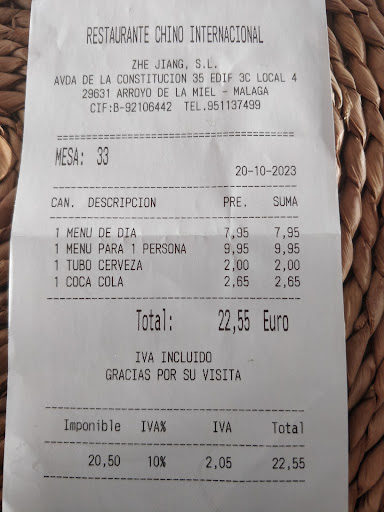 RESTAURANTE CHINO INTERNACIONAL
ZHE JIANG, S.L.
AVDA DE LA CONSTITUCION 35 EDIF 3C LOCAL 4
29631 ARROYO DE LA MIEL - MALAGA
CIF:B-92106442 TEL.951137499
MESA: 33
20-10-2023
CAN. DESCRIPCION PRE. SUMA
1 MENU DE DIA 7,95 7,95
1 MENU PARA 1 PERSONA 9,95 9,95
1 TUBO CERVEZA 2,00 2,00
1 COCA COLA 2,65 2,65
Total: 22,55 Euro
IVA INCLUIDO
GRACIAS POR SU VISITA
Imponible IVA% IVA Total
20,50 10% 2,05 22,55